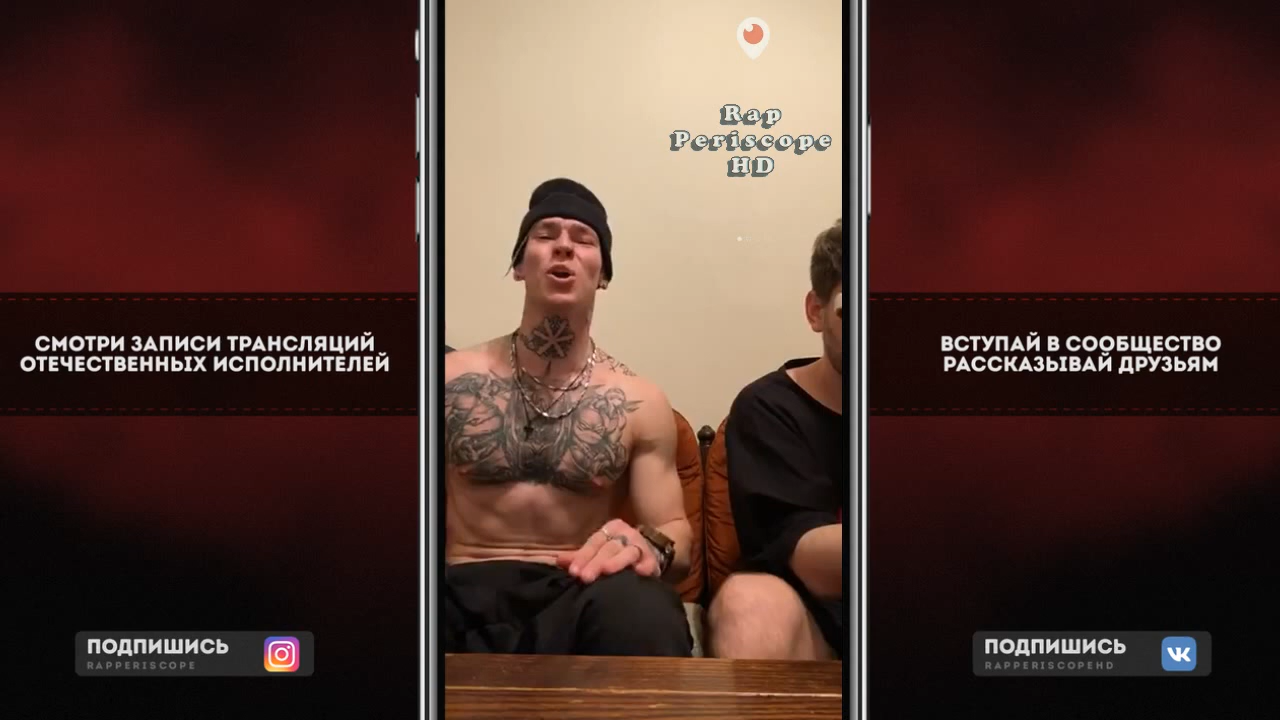 Rap
Periscope
HD
СМОТРИ ЗАПИСИ ТРАНСЛЯЦИЙ
ОТЕЧЕСТВЕННЫХ ИСПОЛНИТЕЛЕЙ
ВСТУПАЙ В СООБЩЕСТВО
РАССКАЗЫВАЙ ДРУЗЬЯМ
ПОДПИШИСЬ
RAPPERISCOPE
ПОДПИШИСЬ
RAPPERISCOPEHD